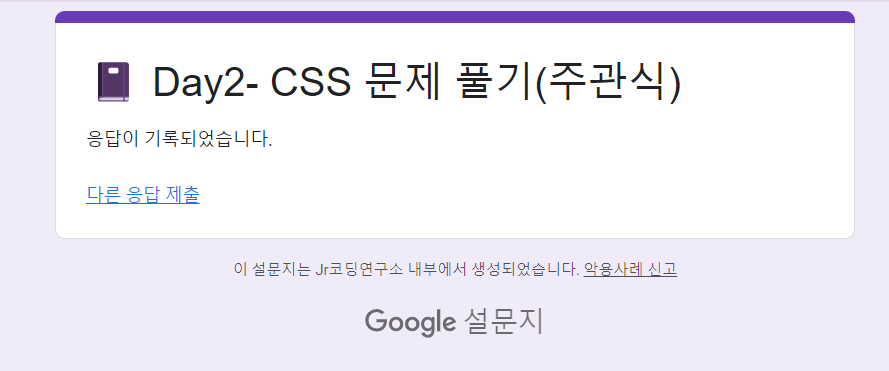 Day2- CSS 문제 풀기(주관식)
응답이 기록되었습니다.
다른 응답 제출
이 설문지는 Jr코딩연구소 내부에서 생성되었습니다. 악용사례 신고
Google 설문지